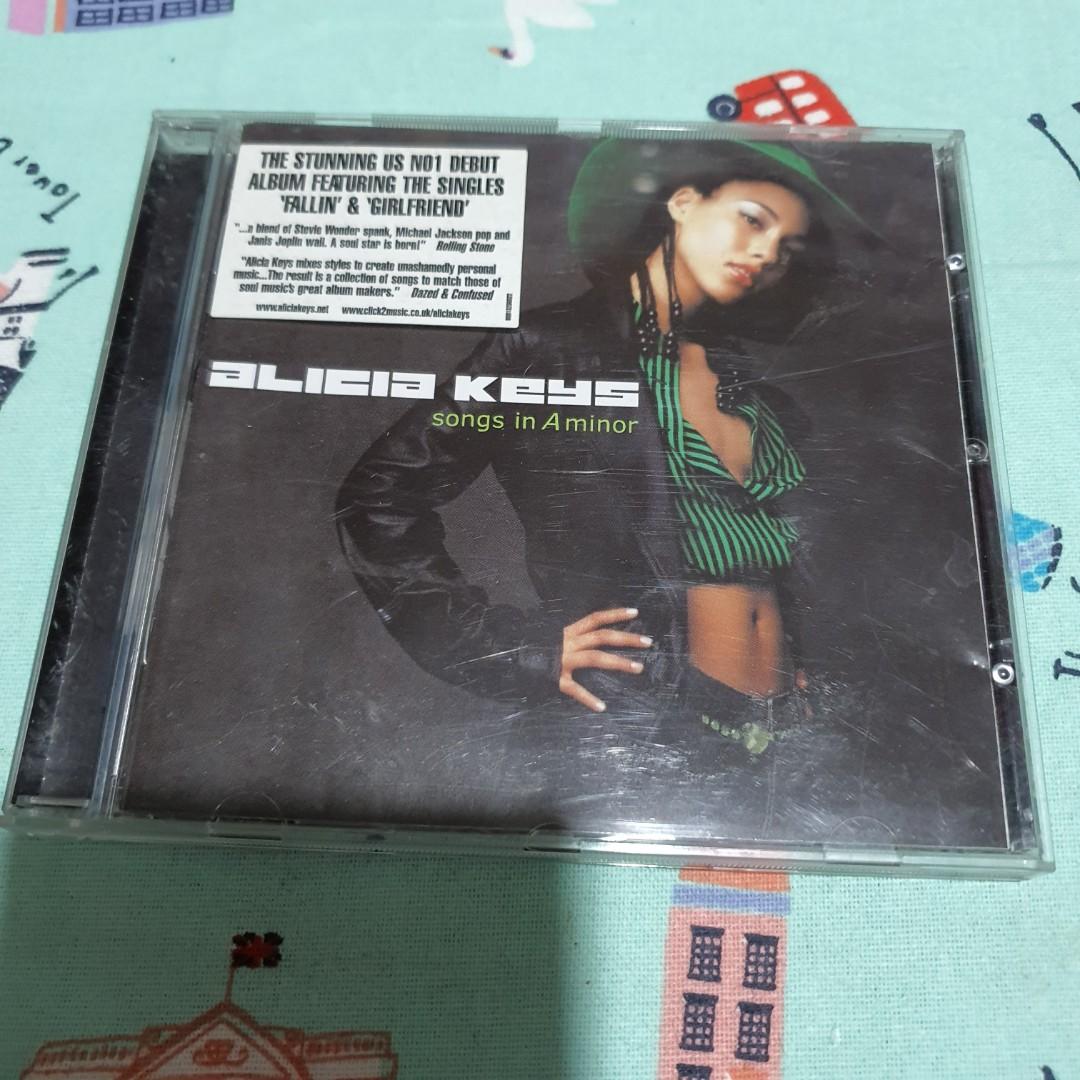 THE STUNNING US NO1 DEBUT
ALBUM FEATURING THE SINGLES
'FALLIN' & 'GIRLFRIEND'
"...a blend of Stevie Wonder spunk, Michael Jackson pop and
Janis Joplin wail. A soul star is born!" Rolling Stone
"Alicia Keys mixes styles to create unashamedly personal
music...The result is a collection of songs to match those of
soul music's great album makers." Dazed & Confused
www.aliciakeys.net www.click2music.co.uk/aliciakeys
aLICIa Keys
songs in A minor
Tower